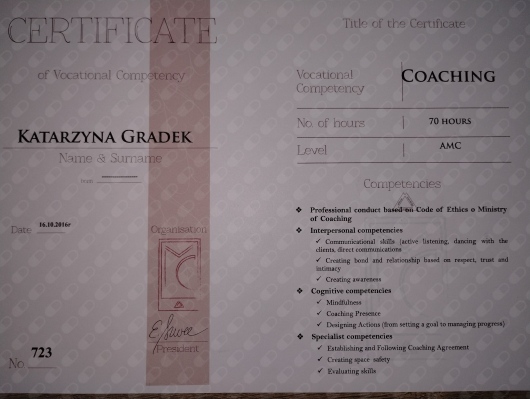 CERTIFICATE
of Vocational Competency
KATARZYNA GRADEK
Name & Surname
Date 16.10.2016r
Organisation
President
No 723
Title of the Certificate
Vocational
Competency
COACHING
No. of hours
70 HOURS
Level
AMC
Competencies
❖ Professional conduct based on Code of Ethics o Ministry
of Coaching
❖ Interpersonal competencies
✓ Communicational skills (active listening, dancing with the
clients, direct communications
✓ Creating bond and relationship based on respect, trust and
intimacy
✓ Creating awareness
❖ Cognitive competencies
✓ Mindfulness
✓ Coaching Presence
✓ Designing Actions (from setting a goal to managing progress)
❖ Specialist competencies
✓ Establishing and Following Coaching Agreement
✓ Creating space safety
✓ Evaluating skills